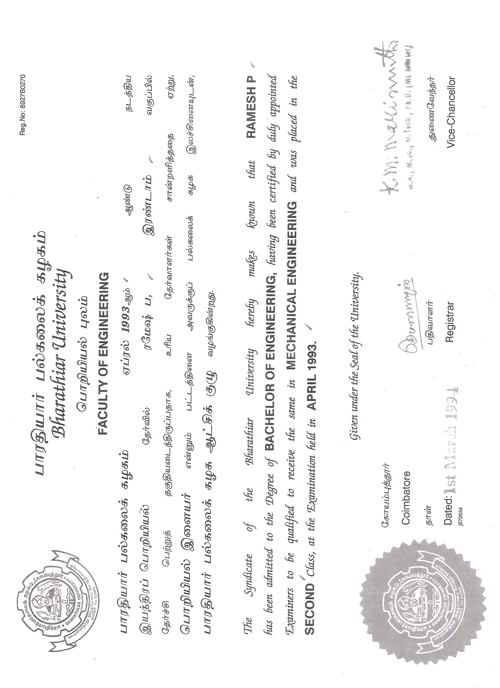 Reg.No: 8927B0270
பாரதியார் பல்கலைக் கழகம்
Bharathiar University
பொறியியல் புலம்
FACULTY OF ENGINEERING
பாரதியார் பல்கலைக் கழகம் ஏப்ரல் 1993 ஆம் ஆண்டு நடத்திய
இயந்திரப் பொறியியல் தேர்வில் ரமேஷ் ப, இரண்டாம் வகுப்பில்
தேர்ச்சி பெற்றுத் தகுதியடைந்திருப்பதாக, உரிய தேர்வாளர்கள் சான்றளித்ததை ஏற்று,
பொறியியல் இளைஞர் என்னும் பட்டத்தினை அவருக்குப் பல்கலைக் கழக இலச்சினையுடன்,
பாரதியார் பல்கலைக் கழக ஆட்சிக் குழு வழங்குகின்றது.
The Syndicate of the Bharathiar University hereby makes known that RAMESH P
has been admitted to the Degree of BACHELOR OF ENGINEERING, having been certified by duly appointed
Examiners to be qualified to receive the same in MECHANICAL ENGINEERING and was placed in the
SECOND Class, at the Examination held in APRIL 1993.
Given under the Seal of the University.
கோயம்புத்தூர்
Coimbatore
நாள்
Dated: 1st March 1994
பதிவாளர்
Registrar
துணைவேந்தர்
Vice-Chancellor